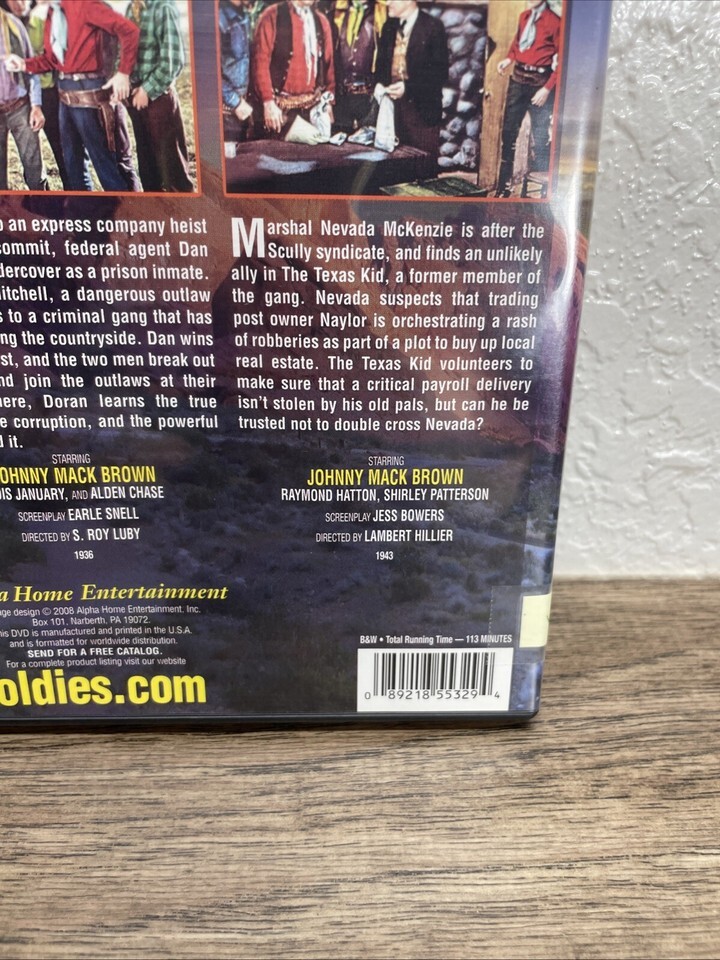 o an express company heist
commit, federal agent Dan
dercover as a prison inmate.
itchell, a dangerous outlaw
s to a criminal gang that has
ng the countryside. Dan wins
st, and the two men break out
nd join the outlaws at their
here, Doran learns the true
e corruption, and the powerful
d it.
STARRING
OHNNY MACK BROWN
OIS JANUARY, AND ALDEN CHASE
SCREENPLAY EARLE SNELL
DIRECTED BY S. ROY LUBY
1936
Marshal Nevada McKenzie is after the
Scully syndicate, and finds an unlikely
ally in The Texas Kid, a former member of
the gang. Nevada suspects that trading
post owner Naylor is orchestrating a rash
of robberies as part of a plot to buy up local
real estate. The Texas Kid volunteers to
make sure that a critical payroll delivery
isn't stolen by his old pals, but can he be
trusted not to double cross Nevada?
STARRING
JOHNNY MACK BROWN
RAYMOND HATTON, SHIRLEY PATTERSON
SCREENPLAY JESS BOWERS
DIRECTED BY LAMBERT HILLIER
1943
a Home Entertainment
age design © 2008 Alpha Home Entertainment, Inc.
Box 101, Narberth, PA 19072.
his DVD is manufactured and printed in the U.S.A.
and is formatted for worldwide distribution.
SEND FOR A FREE CATALOG.
For a complete product listing visit our website
oldies.com
B&W • Total Running Time — 113 MINUTES
0 89218 55329 4